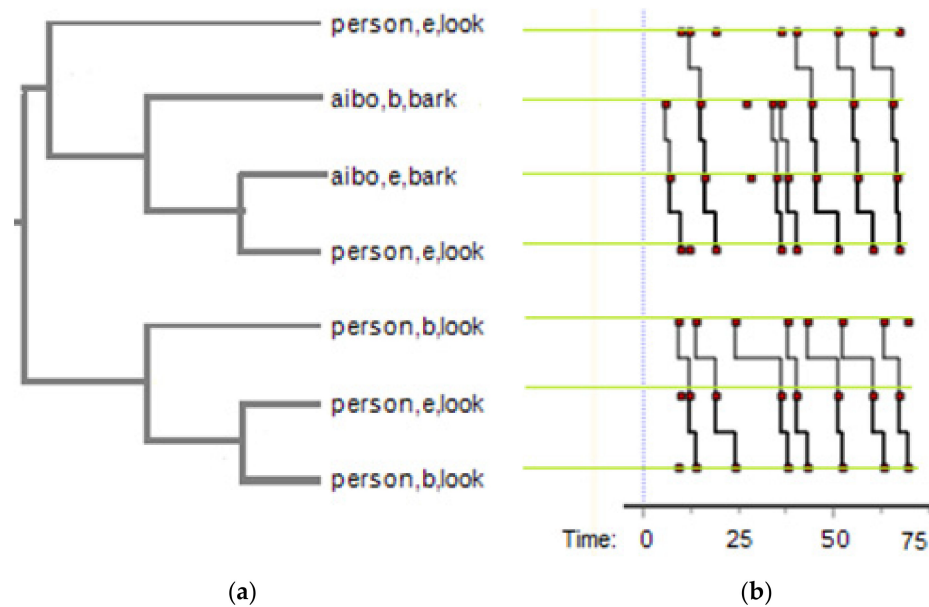 person,e,look
aibo,b,bark
aibo,e,bark
person,e,look
person,b,look
person,e,look
person,b,look
Time: 0 25 50 75
(a) (b)